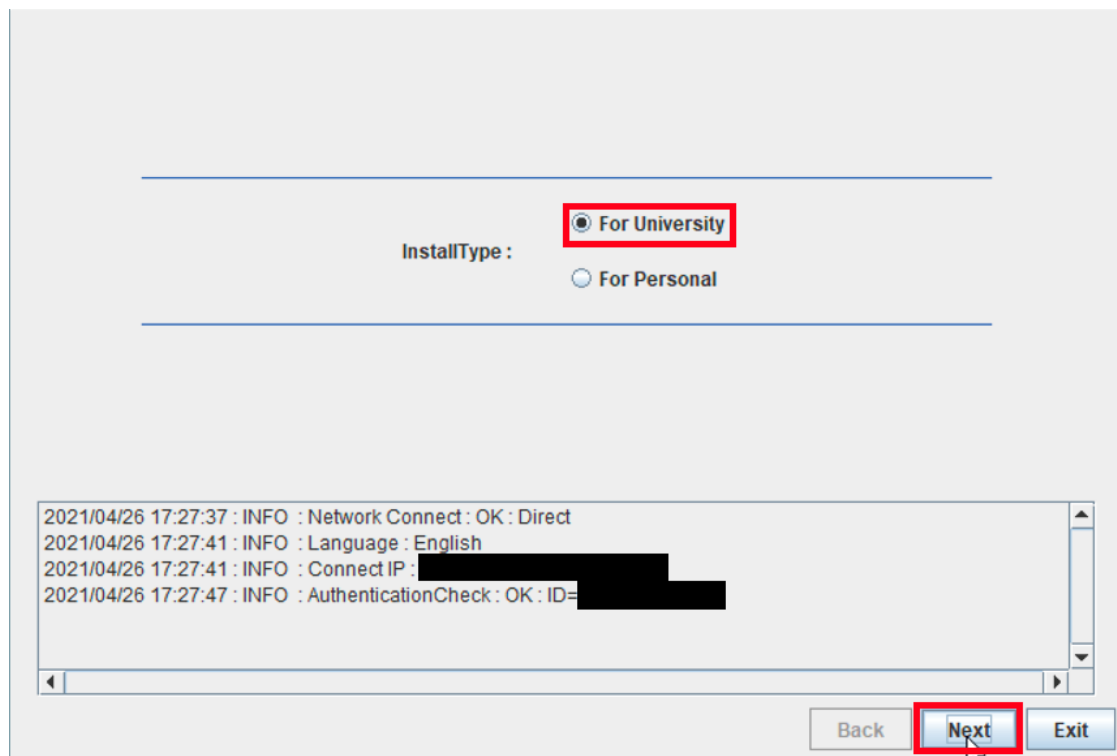 For University
InstallType :
For Personal
2021/04/26 17:27:37 : INFO : Network Connect : OK : Direct
2021/04/26 17:27:41 : INFO : Language : English
2021/04/26 17:27:41 : INFO : Connect IP :
2021/04/26 17:27:47 : INFO : AuthenticationCheck : OK : ID=
Back Next Exit